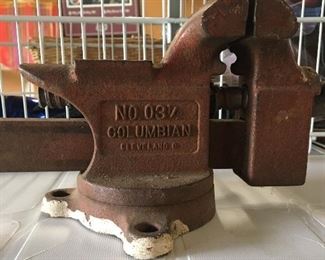 No 03½
COLUMBIAN
CLEVELAND O.